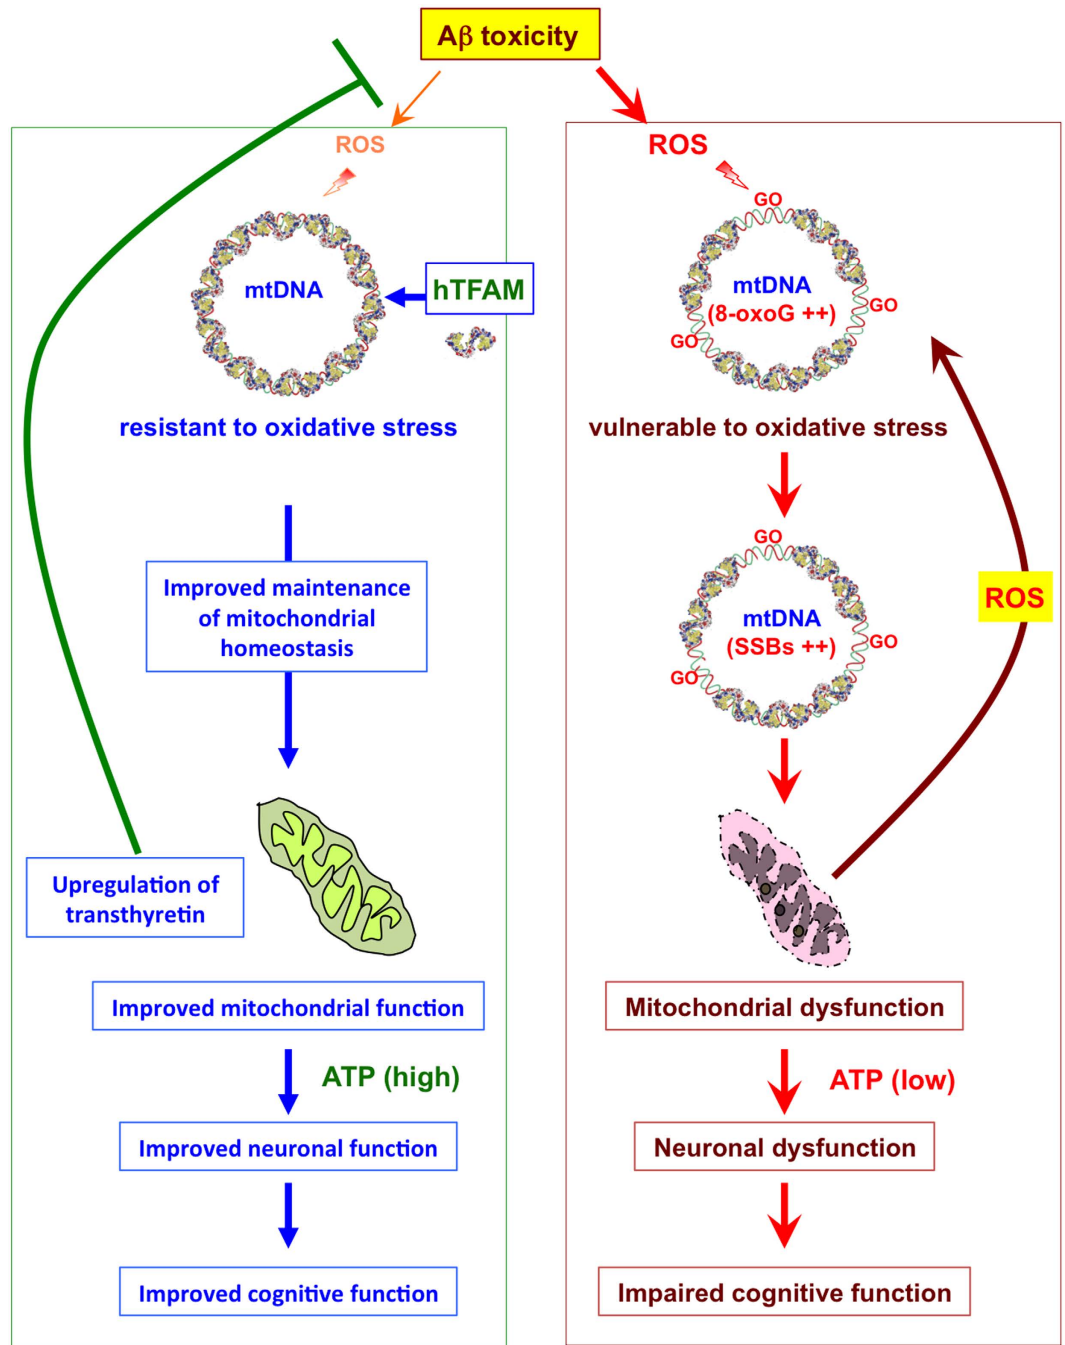 Aβ toxicity
ROS
mtDNA
hTFAM
resistant to oxidative stress
Improved maintenance
of mitochondrial
homeostasis
Upregulation of
transthyretin
Improved mitochondrial function
ATP (high)
Improved neuronal function
Improved cognitive function
ROS
GO
mtDNA
(8-oxoG ++)
GO
GO
vulnerable to oxidative stress
GO
mtDNA
(SSBs ++)
GO
GO
ROS
Mitochondrial dysfunction
ATP (low)
Neuronal dysfunction
Impaired cognitive function